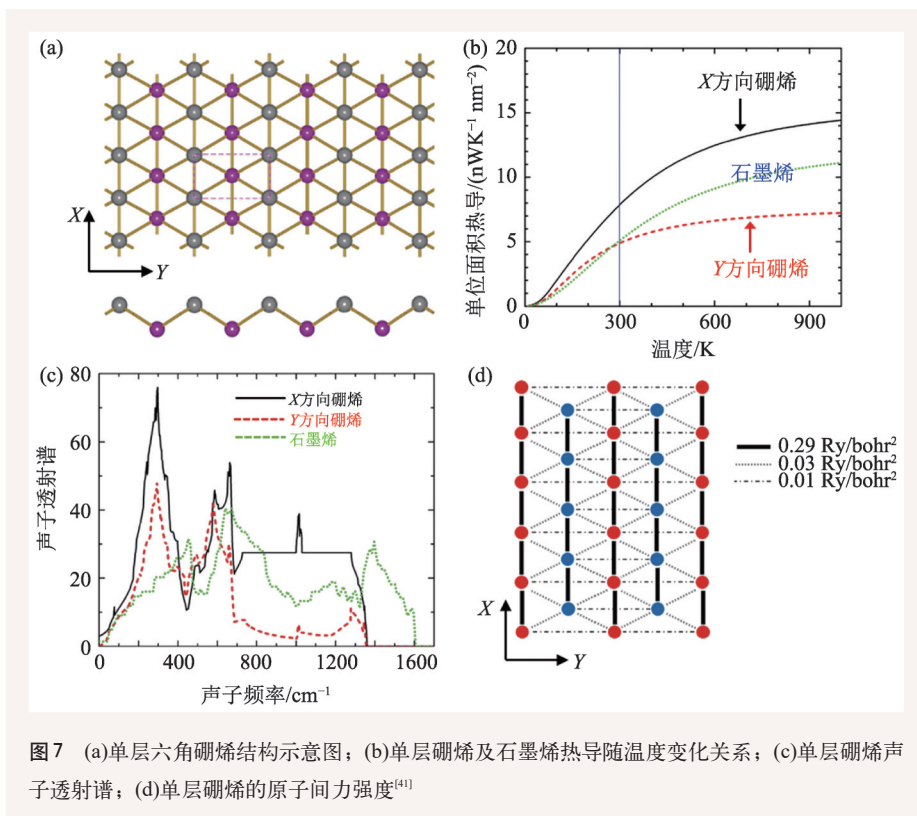 (a)
X
Y
(b)
20
15
10
5
0
单位面积热导/(nWK⁻¹ nm⁻²)
X方向硼烯
石墨烯
Y方向硼烯
0 300 600 900
温度/K
(c)
80
60
40
20
0
声子透射谱
X方向硼烯
Y方向硼烯
石墨烯
0 400 800 1200 1600
声子频率/cm⁻¹
(d)
0.29 Ry/bohr²
0.03 Ry/bohr²
0.01 Ry/bohr²
X
Y
图7 (a)单层六角硼烯结构示意图；(b)单层硼烯及石墨烯热导随温度变化关系；(c)单层硼烯声
子透射谱；(d)单层硼烯的原子间力强度[41]